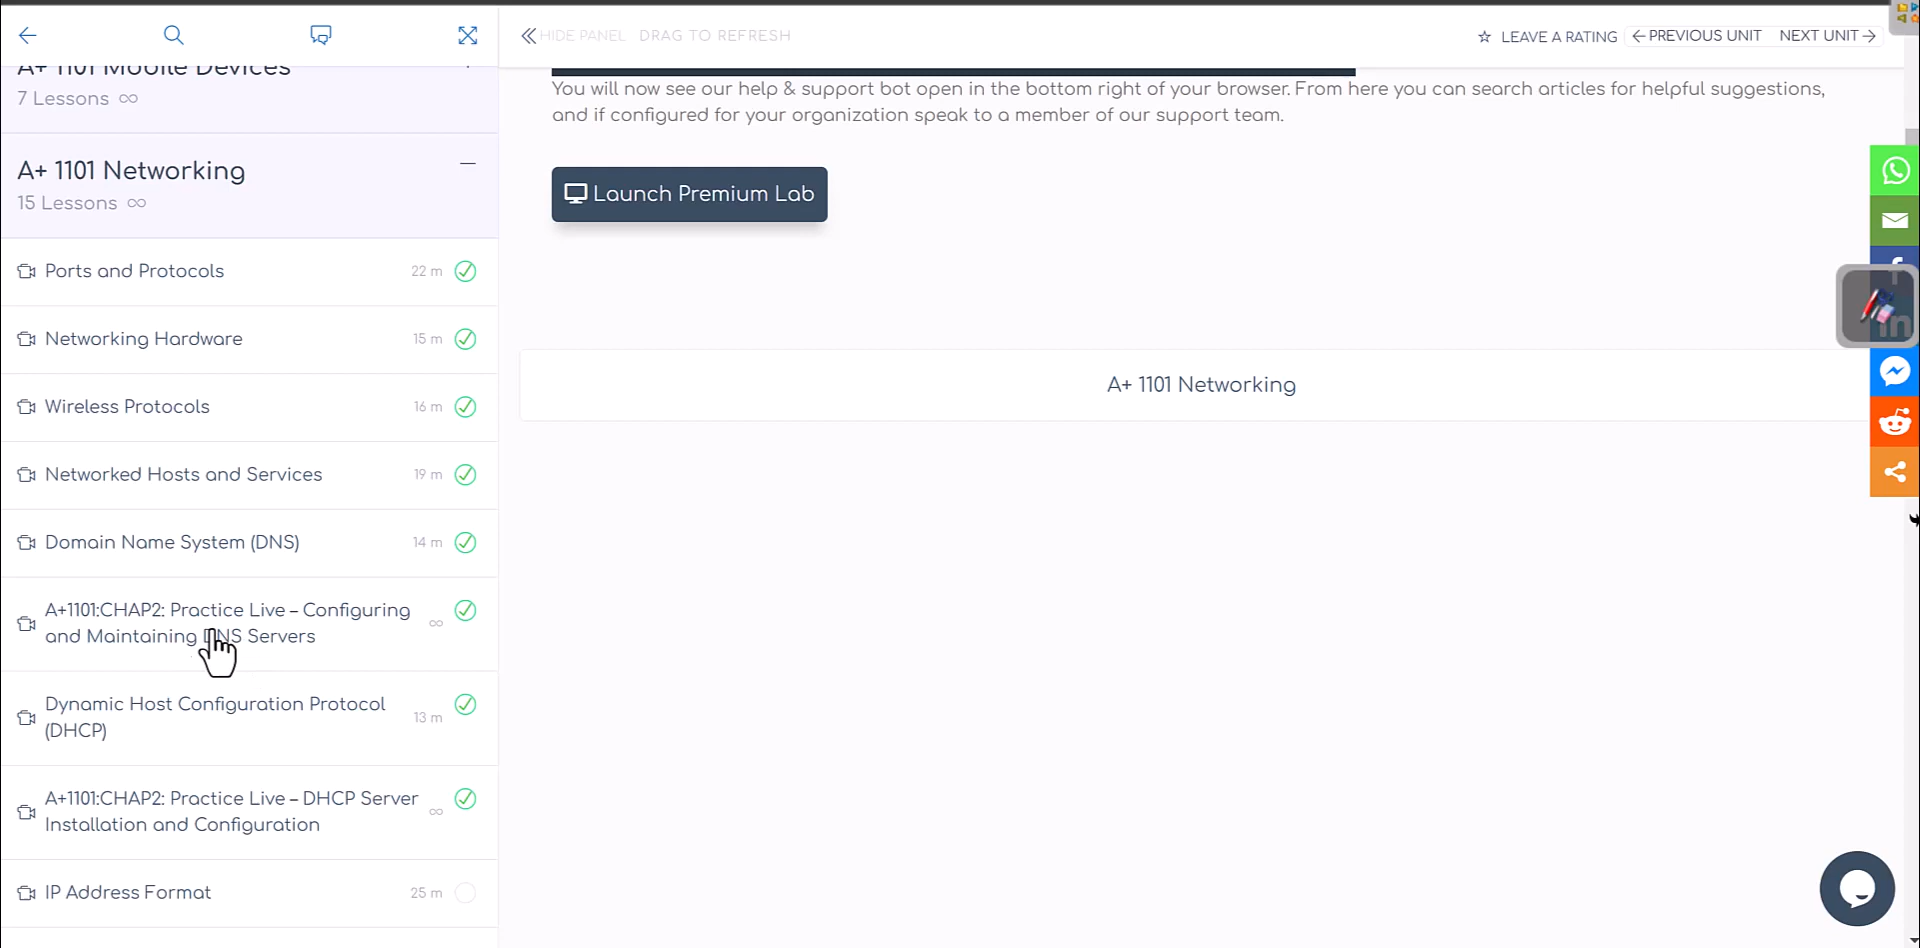 HIDE PANEL DRAG TO REFRESH
LEAVE A RATING
PREVIOUS UNIT
NEXT UNIT
A+ 1101 Mobile Devices
7 Lessons
A+ 1101 Networking
15 Lessons
Ports and Protocols 22 m
Networking Hardware 15 m
Wireless Protocols 16 m
Networked Hosts and Services 19 m
Domain Name System (DNS) 14 m
A+1101:CHAP2: Practice Live – Configuring
and Maintaining DNS Servers
Dynamic Host Configuration Protocol
(DHCP) 13 m
A+1101:CHAP2: Practice Live – DHCP Server
Installation and Configuration
IP Address Format 25 m
You will now see our help & support bot open in the bottom right of your browser. From here you can search articles for helpful suggestions,
and if configured for your organization speak to a member of our support team.
Launch Premium Lab
A+ 1101 Networking